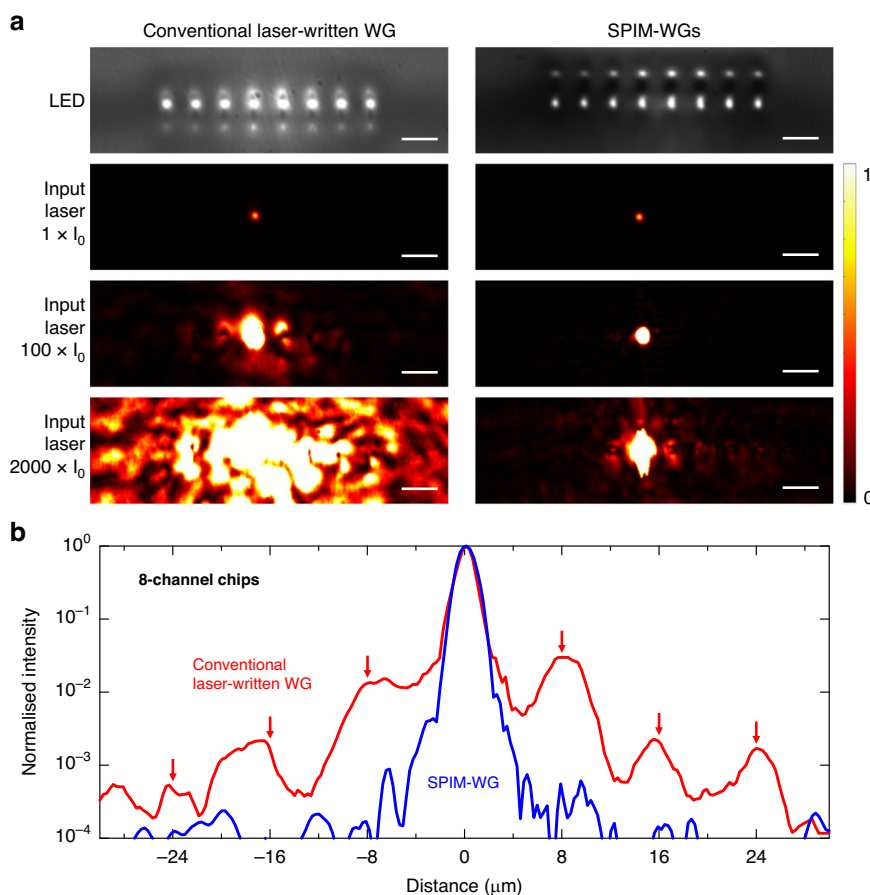 a
Conventional laser-written WG
SPIM-WGs
LED
Input
laser
1 × I₀
Input
laser
100 × I₀
Input
laser
2000 × I₀
1
0
b
10⁰
10⁻¹
10⁻²
10⁻³
10⁻⁴
Normalised intensity
8-channel chips
Conventional
laser-written WG
SPIM-WG
−24
−16
−8
0
8
16
24
Distance (μm)